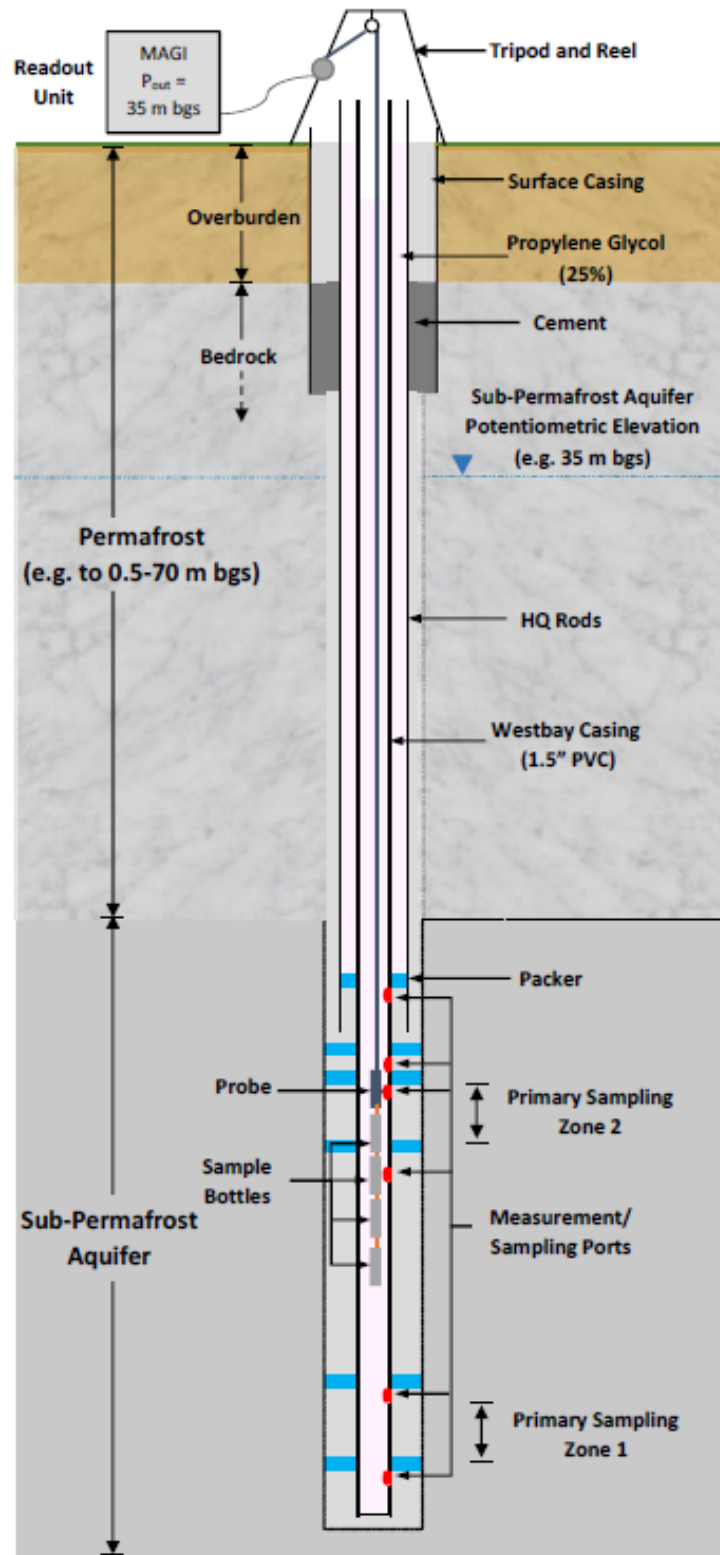 Readout
Unit
MAGI
Pout =
35 m bgs
Tripod and Reel
Surface Casing
Overburden
Propylene Glycol
(25%)
Cement
Bedrock
Sub-Permafrost Aquifer
Potentiometric Elevation
(e.g. 35 m bgs)
Permafrost
(e.g. to 0.5-70 m bgs)
HQ Rods
Westbay Casing
(1.5” PVC)
Packer
Probe
Primary Sampling
Zone 2
Sample
Bottles
Sub-Permafrost
Aquifer
Measurement/
Sampling Ports
Primary Sampling
Zone 1